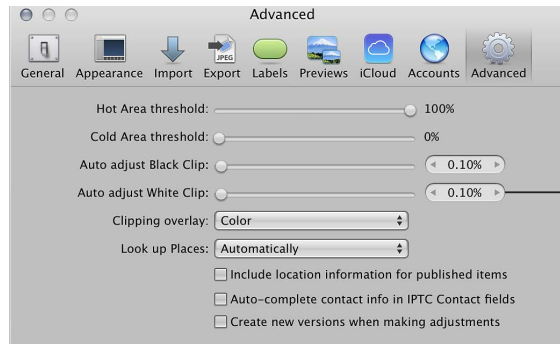 Advanced
JPEG
General Appearance Import Export Labels Previews iCloud Accounts Advanced
Hot Area threshold: 100%
Cold Area threshold: 0%
Auto adjust Black Clip: 0.10%
Auto adjust White Clip: 0.10%
Clipping overlay: Color
Look up Places: Automatically
Include location information for published items
Auto-complete contact info in IPTC Contact fields
Create new versions when making adjustments